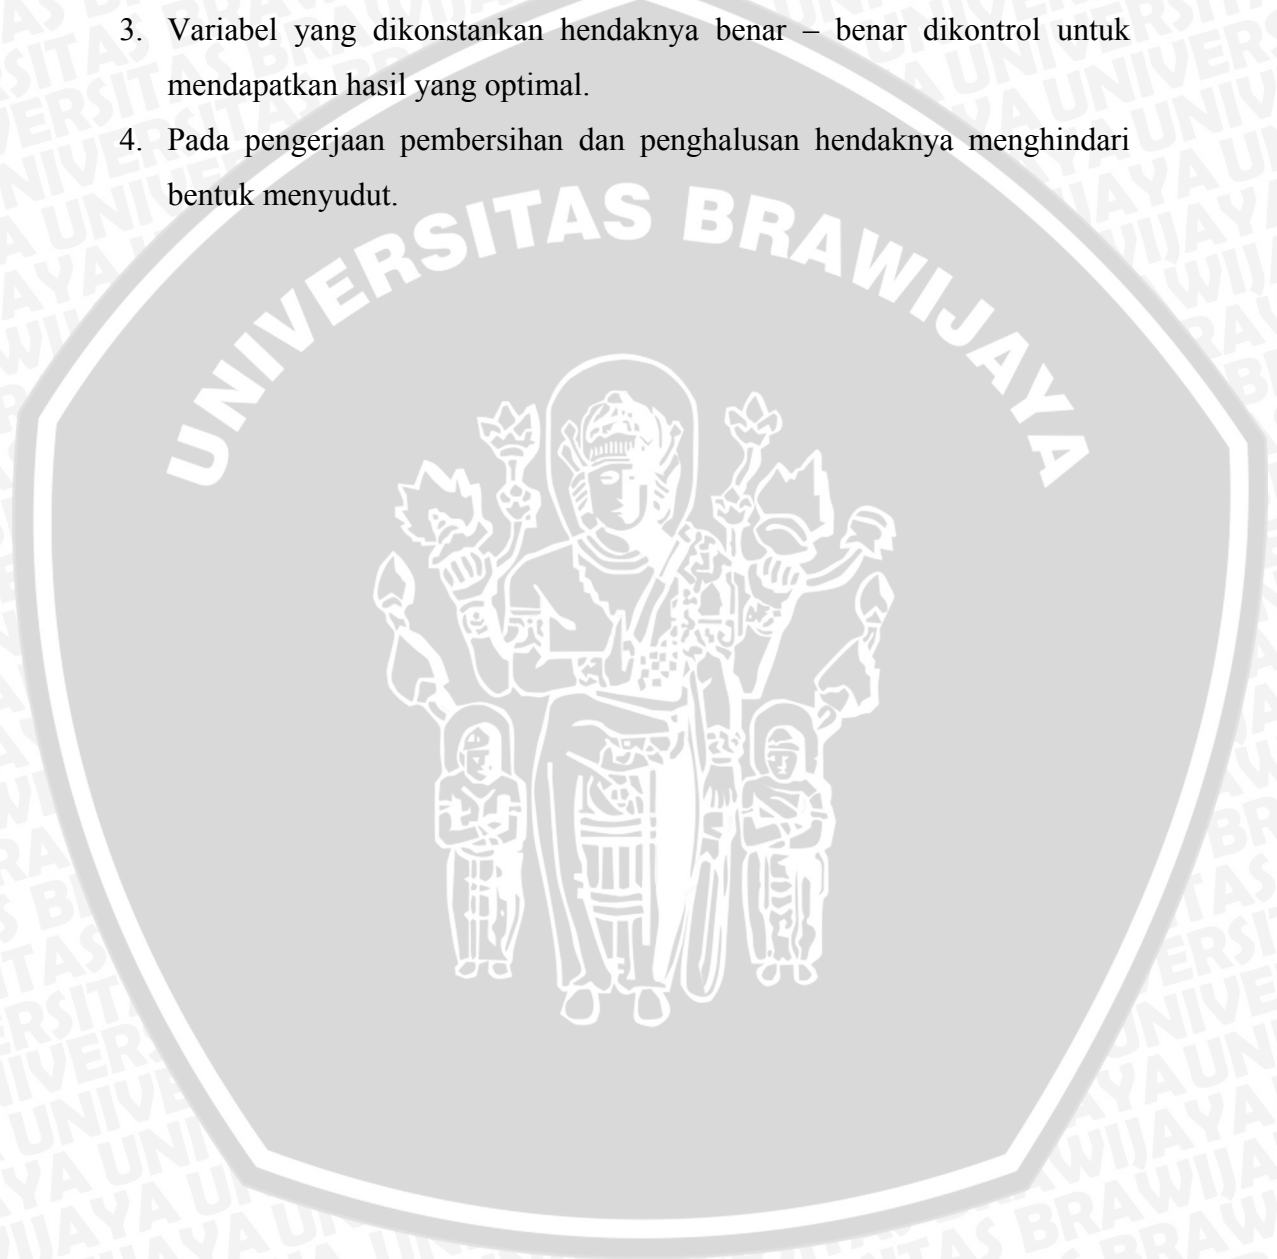 3. Variabel yang dikonstankan hendaknya benar – benar dikontrol untuk
mendapatkan hasil yang optimal.
4. Pada pengerjaan pembersihan dan penghalusan hendaknya menghindari
bentuk menyudut.
UNIVERSITAS BRAWIJAYA